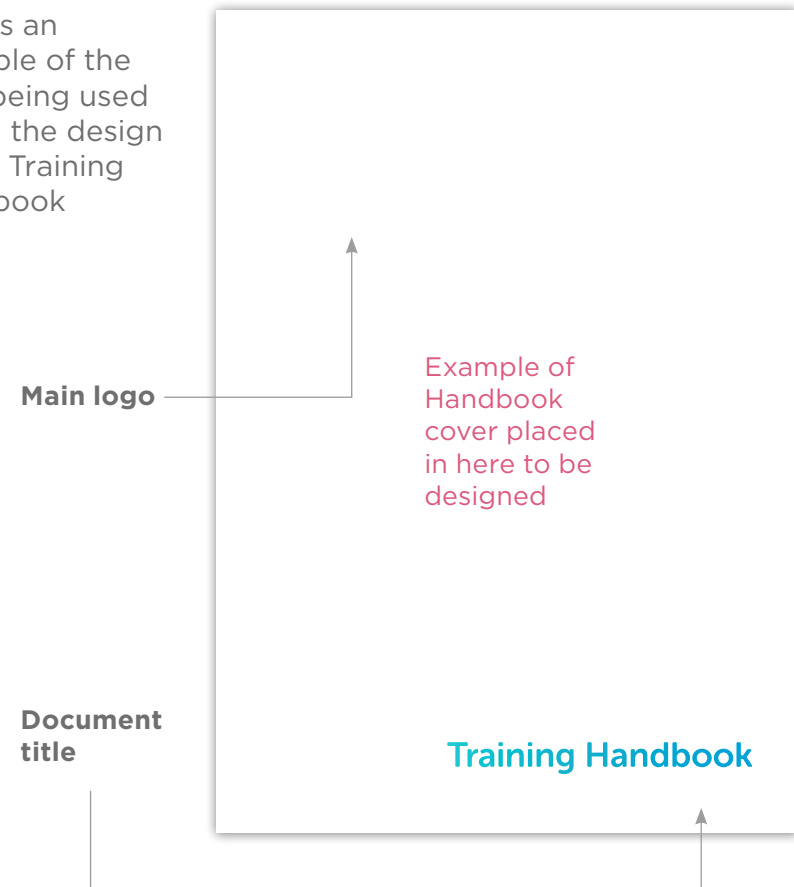 s an
ple of the
being used
the design
Training
book
Main logo
Example of
Handbook
cover placed
in here to be
designed
Document
title
Training Handbook